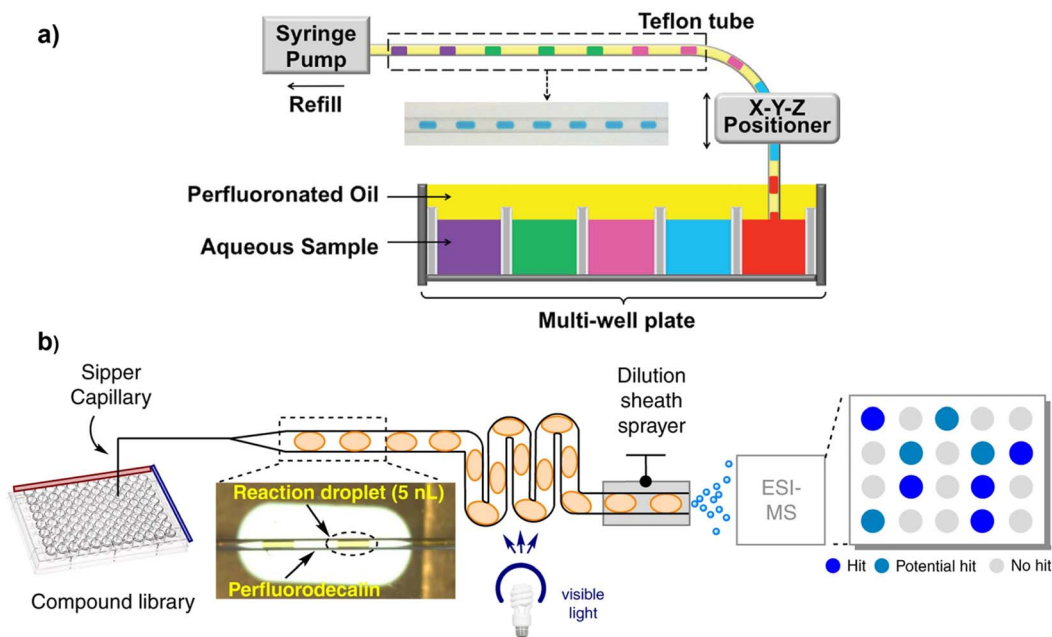 a)
Syringe
Pump
Refill
Teflon tube
X-Y-Z
Positioner
Perfluoronated Oil
Aqueous Sample
Multi-well plate
b)
Sipper
Capillary
Compound library
Reaction droplet (5 nL)
Perfluorodecalin
visible
light
Dilution
sheath
sprayer
ESI-
MS
Hit
Potential hit
No hit